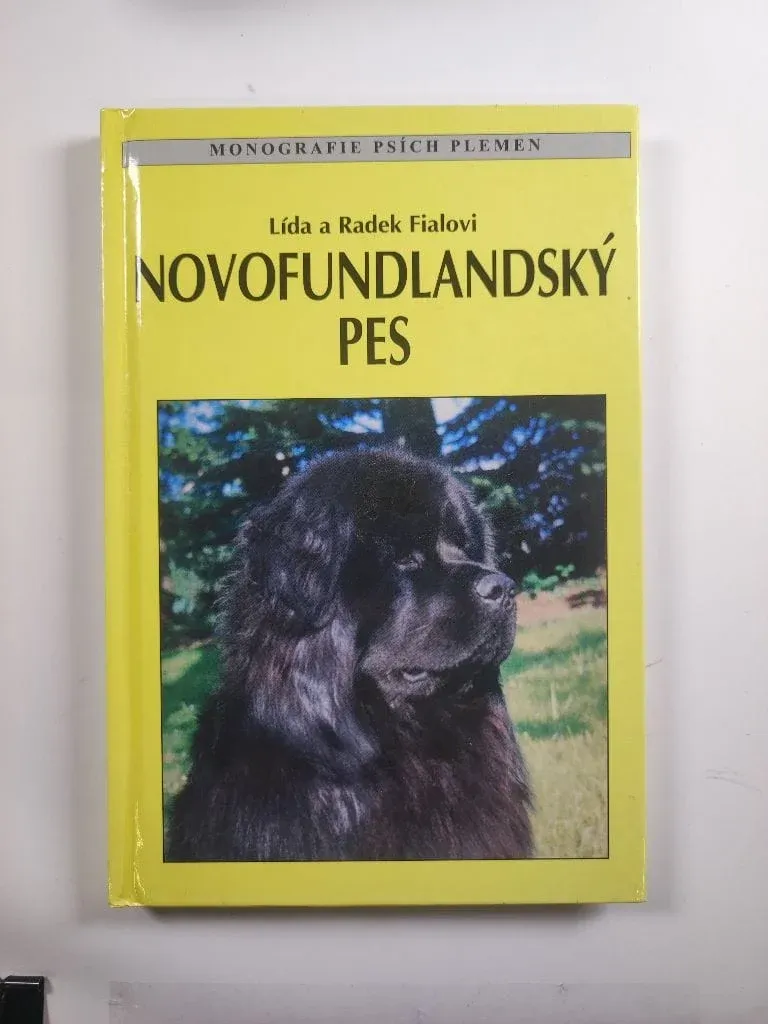 MONOGRAFIE PSÍCH PLEMEN
Lída a Radek Fialovi
NOVOFUNDLANDSKÝ
PES